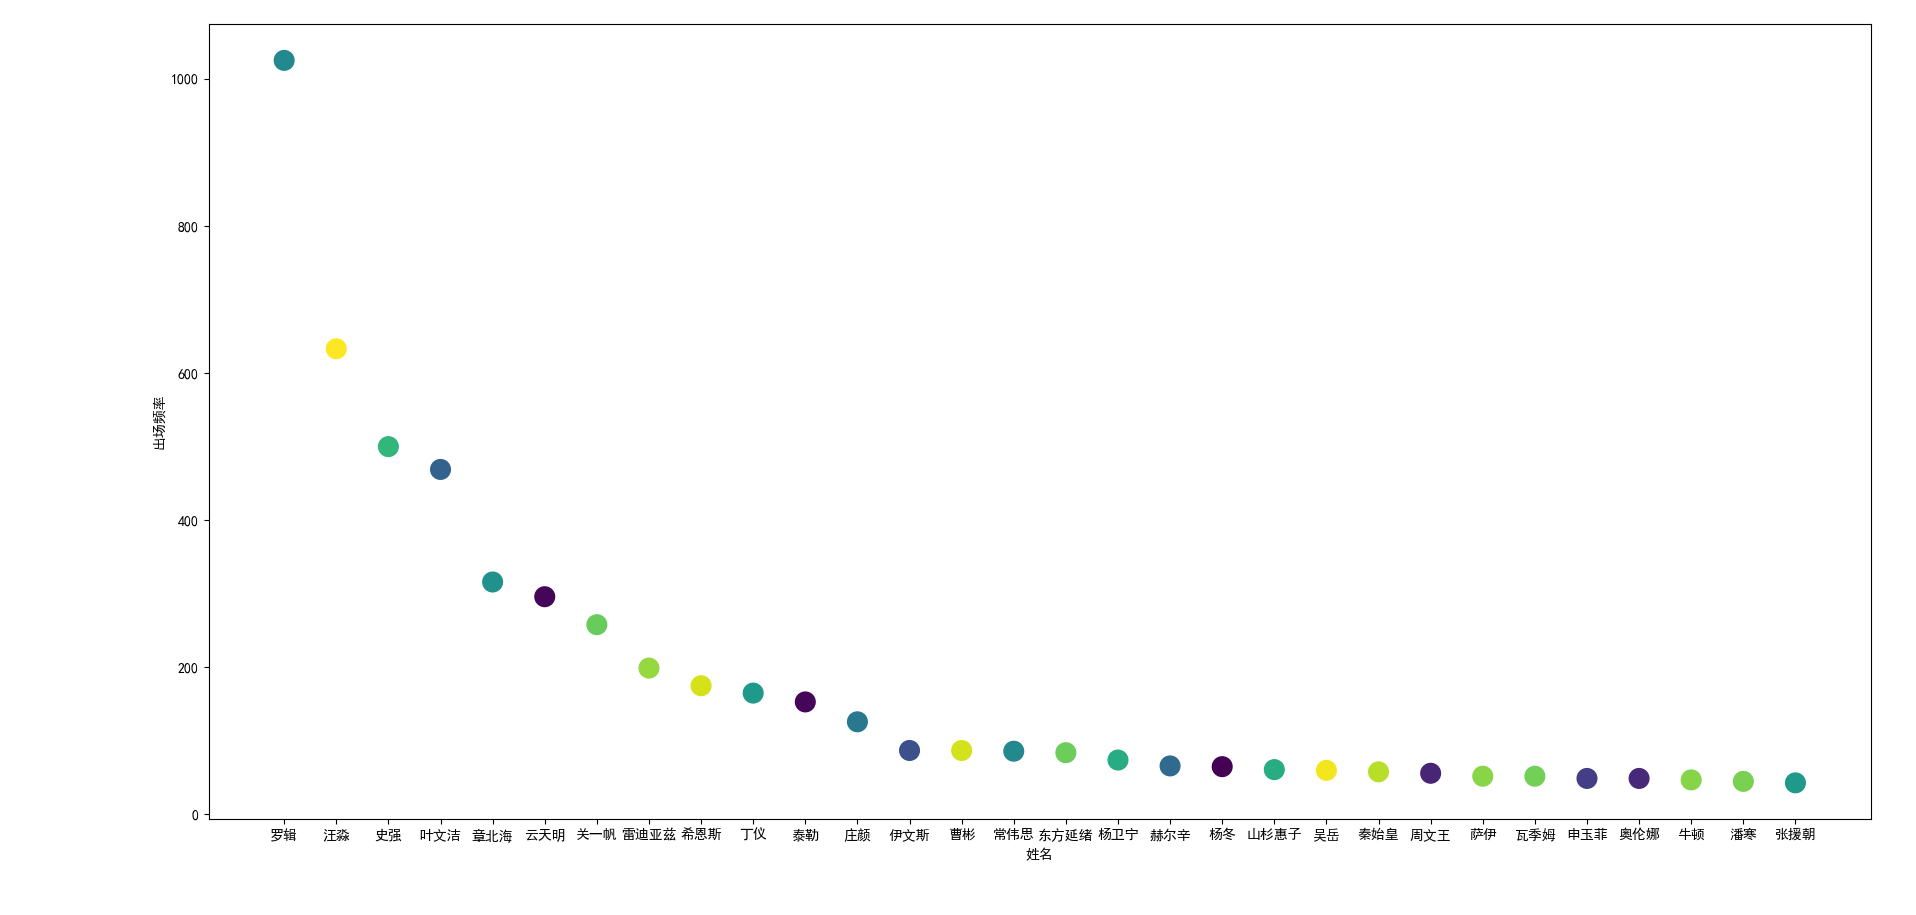 1000
800
600
400
200
0
出场频率
罗辑 汪淼 史强 叶文洁 章北海 云天明 关一帆 雷迪亚兹 希恩斯 丁仪 泰勒 庄颜 伊文斯 曹彬 常伟思 东方延绪 杨卫宁 赫尔辛 杨冬 山杉惠子 吴岳 秦始皇 周文王 萨伊 瓦季姆 申玉菲 奥伦娜 牛顿 潘寒 张援朝
姓名